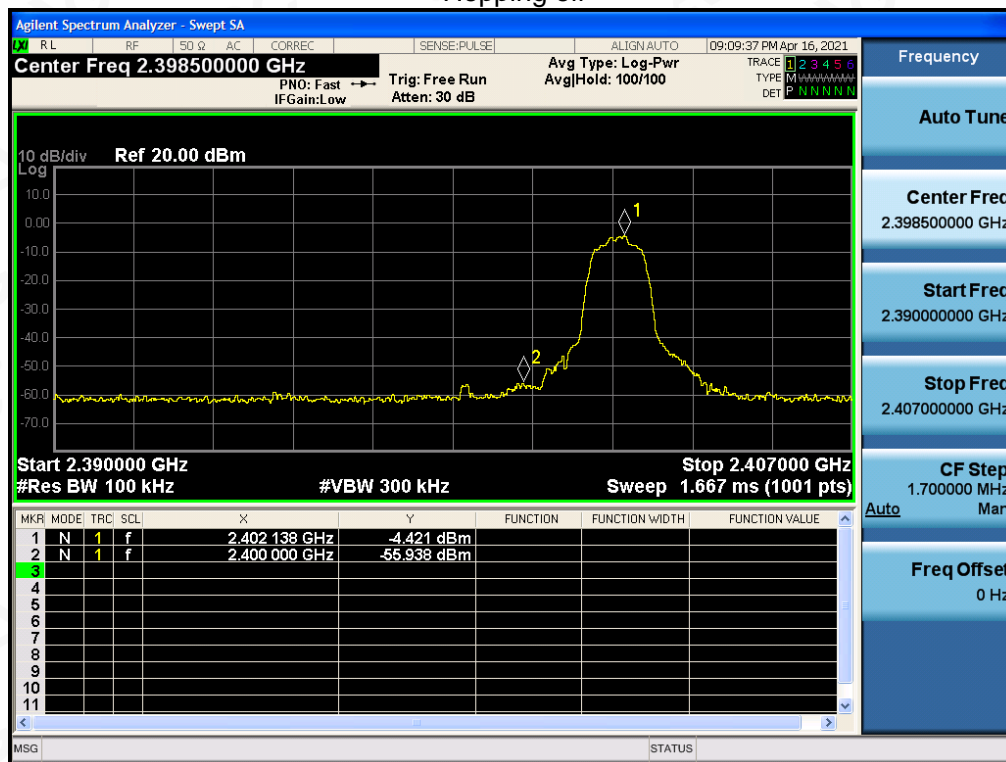 Agilent Spectrum Analyzer - Swept SA
LXI RL RF 50 Ω AC CORREC SENSE:PULSE ALIGN AUTO 09:09:37 PM Apr 16, 2021
Center Freq 2.398500000 GHz
PNO: Fast
IFGain:Low
Trig: Free Run
Atten: 30 dB
Avg Type: Log-Pwr
Avg|Hold: 100/100
TRACE 1 2 3 4 5 6
TYPE M
DET P N N N N N
10 dB/div Ref 20.00 dBm
Log
10.0
0.00
-10.0
-20.0
-30.0
-40.0
-50.0
-60.0
-70.0
1
2
Start 2.390000 GHz Stop 2.407000 GHz
#Res BW 100 kHz #VBW 300 kHz Sweep 1.667 ms (1001 pts)
MKR MODE TRC SCL X Y FUNCTION FUNCTION WIDTH FUNCTION VALUE
1 N 1 f 2.402 138 GHz -4.421 dBm
2 N 1 f 2.400 000 GHz -55.938 dBm
3
4
5
6
7
8
9
10
11
MSG STATUS
Frequency
Auto Tune
Center Freq
2.398500000 GHz
Start Freq
2.390000000 GHz
Stop Freq
2.407000000 GHz
CF Step
1.700000 MHz
Auto Man
Freq Offset
0 Hz